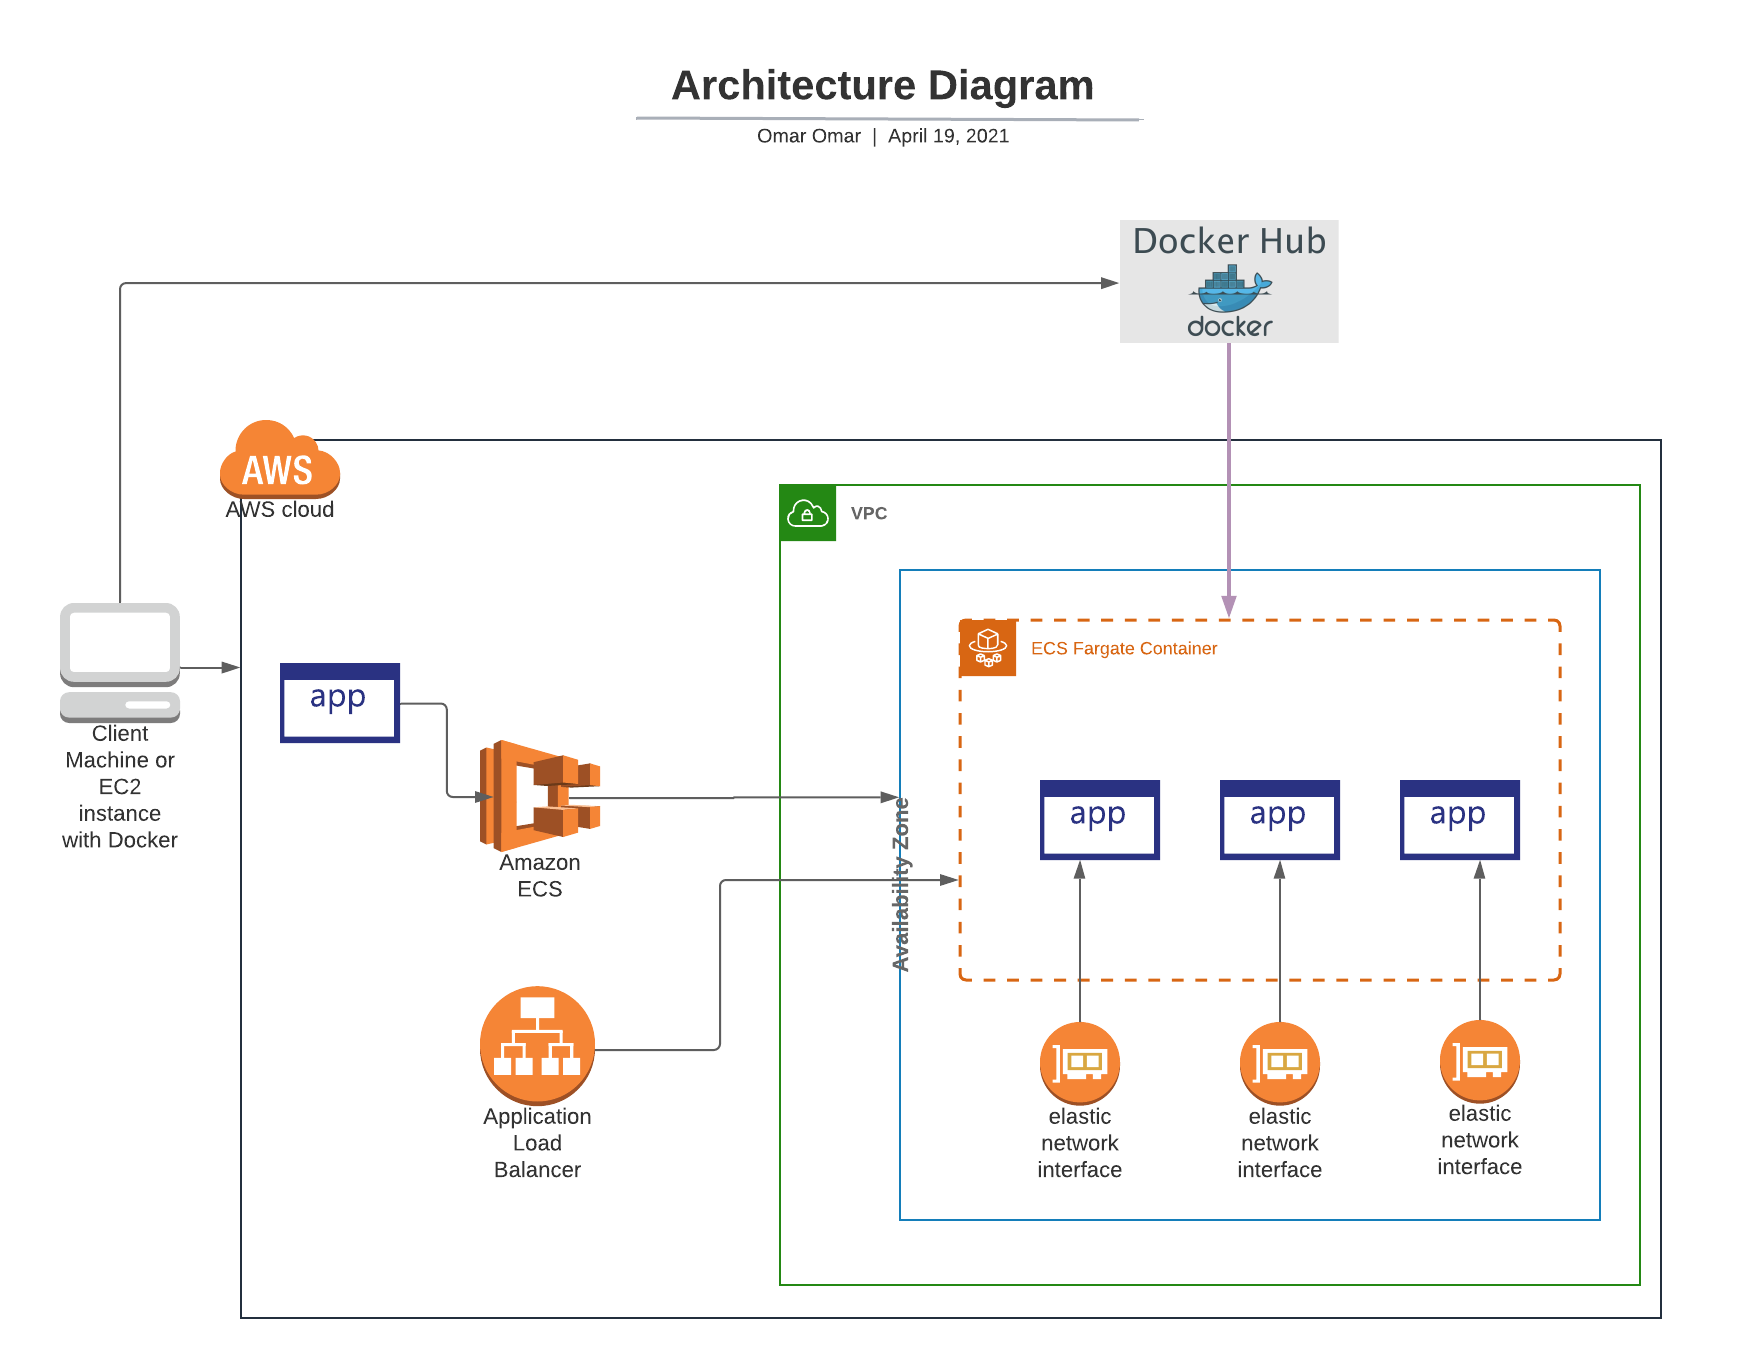 Architecture Diagram
Omar Omar | April 19, 2021
Docker Hub
docker
AWS
AWS cloud
VPC
ECS Fargate Container
Client
Machine or
EC2
instance
with Docker
app
Amazon
ECS
Availability Zone
app
app
app
Application
Load
Balancer
elastic
network
interface
elastic
network
interface
elastic
network
interface